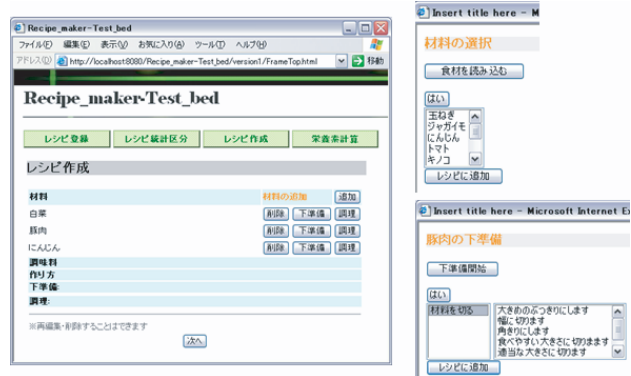 Recipe_maker-Test_bed
ファイル(F) 編集(E) 表示(V) お気に入り(A) ツール(T) ヘルプ(H)
アドレス(D) http://localhost8080/Recipe_maker-Test_bed/version1/FrameTop.html 移動
Recipe_maker-Test_bed
レシピ登録 レシピ統計区分 レシピ作成 栄養素計算
レシピ作成
材料 材料の追加 追加
白菜 削除 下準備 調理
豚肉 削除 下準備 調理
にんじん 削除 下準備 調理
調味料
作り方
下準備:
調理:
※再編集・削除することはできます
次へ
Insert title here - M
材料の選択
食材を読み込む
はい
玉ねぎ
ジャガイモ
にんじん
トマト
キノコ
レシピに追加
Insert title here - Microsoft Internet Ex
豚肉の下準備
下準備開始
はい
材料を切る
大きめのぶつきりにします
幅に切ります
角きりにします
食べやすい大きさに切りますす
適当な大きさに切ります
レシピに追加